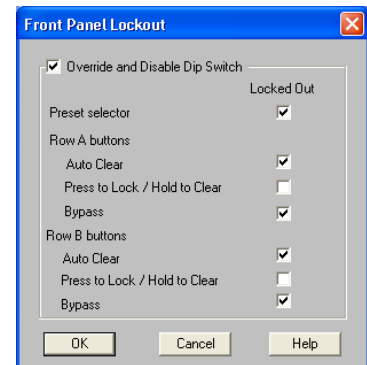 Front Panel Lockout
Override and Disable Dip Switch
Locked Out
Preset selector
Row A buttons
Auto Clear
Press to Lock / Hold to Clear
Bypass
Row B buttons
Auto Clear
Press to Lock / Hold to Clear
Bypass
OK Cancel Help